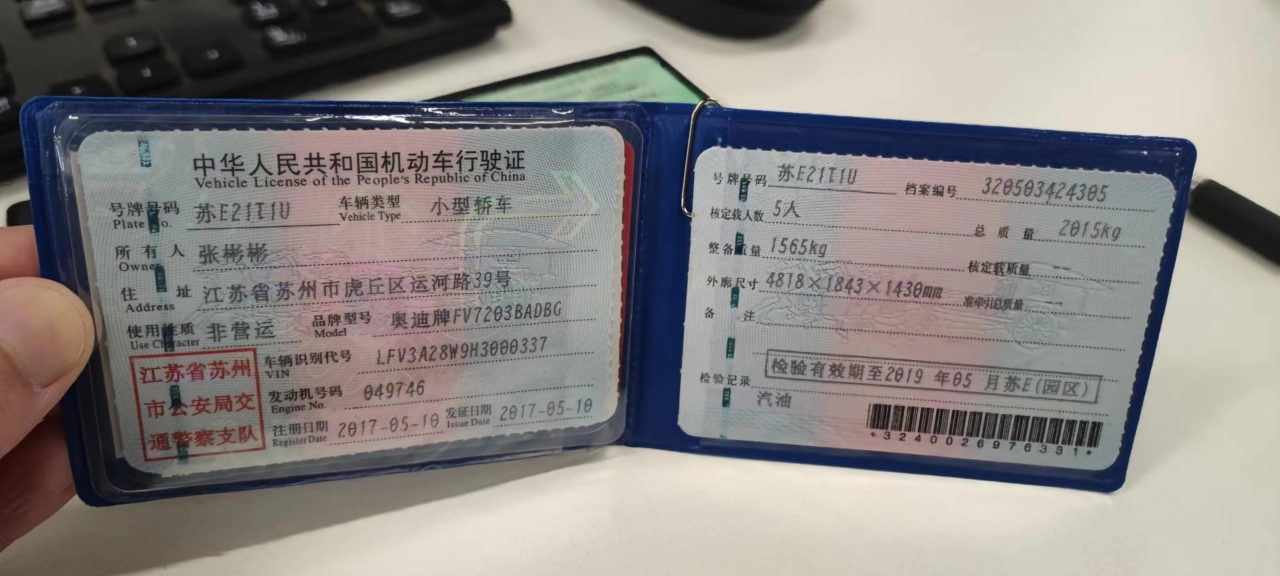 中华人民共和国机动车行驶证
Vehicle License of the People's Republic of China
号牌号码 苏E21T1U 车辆类型 小型轿车
Plate No. Vehicle Type
所有人 张彬彬
Owner
住址 江苏省苏州市虎丘区运河路39号
Address
使用性质 非营运 品牌型号 奥迪牌FV7203BADBG
Use Character Model
江苏省苏州
市公安局交
通警察支队
车辆识别代号 LFV3A28W9H3000337
VIN
发动机号码 049746
Engine No.
注册日期 2017-05-10 发证日期 2017-05-10
Register Date Issue Date
号牌号码 苏E21T1U 档案编号 320503424305
核定载人数 5人 总质量 2015kg
整备质量 1565kg 核定载质量 --
外廓尺寸 4818×1843×1430mm 准牵引总质量 --
备注
检验记录 检验有效期至2019年05月苏E(园区)
汽油
*3240026976331*